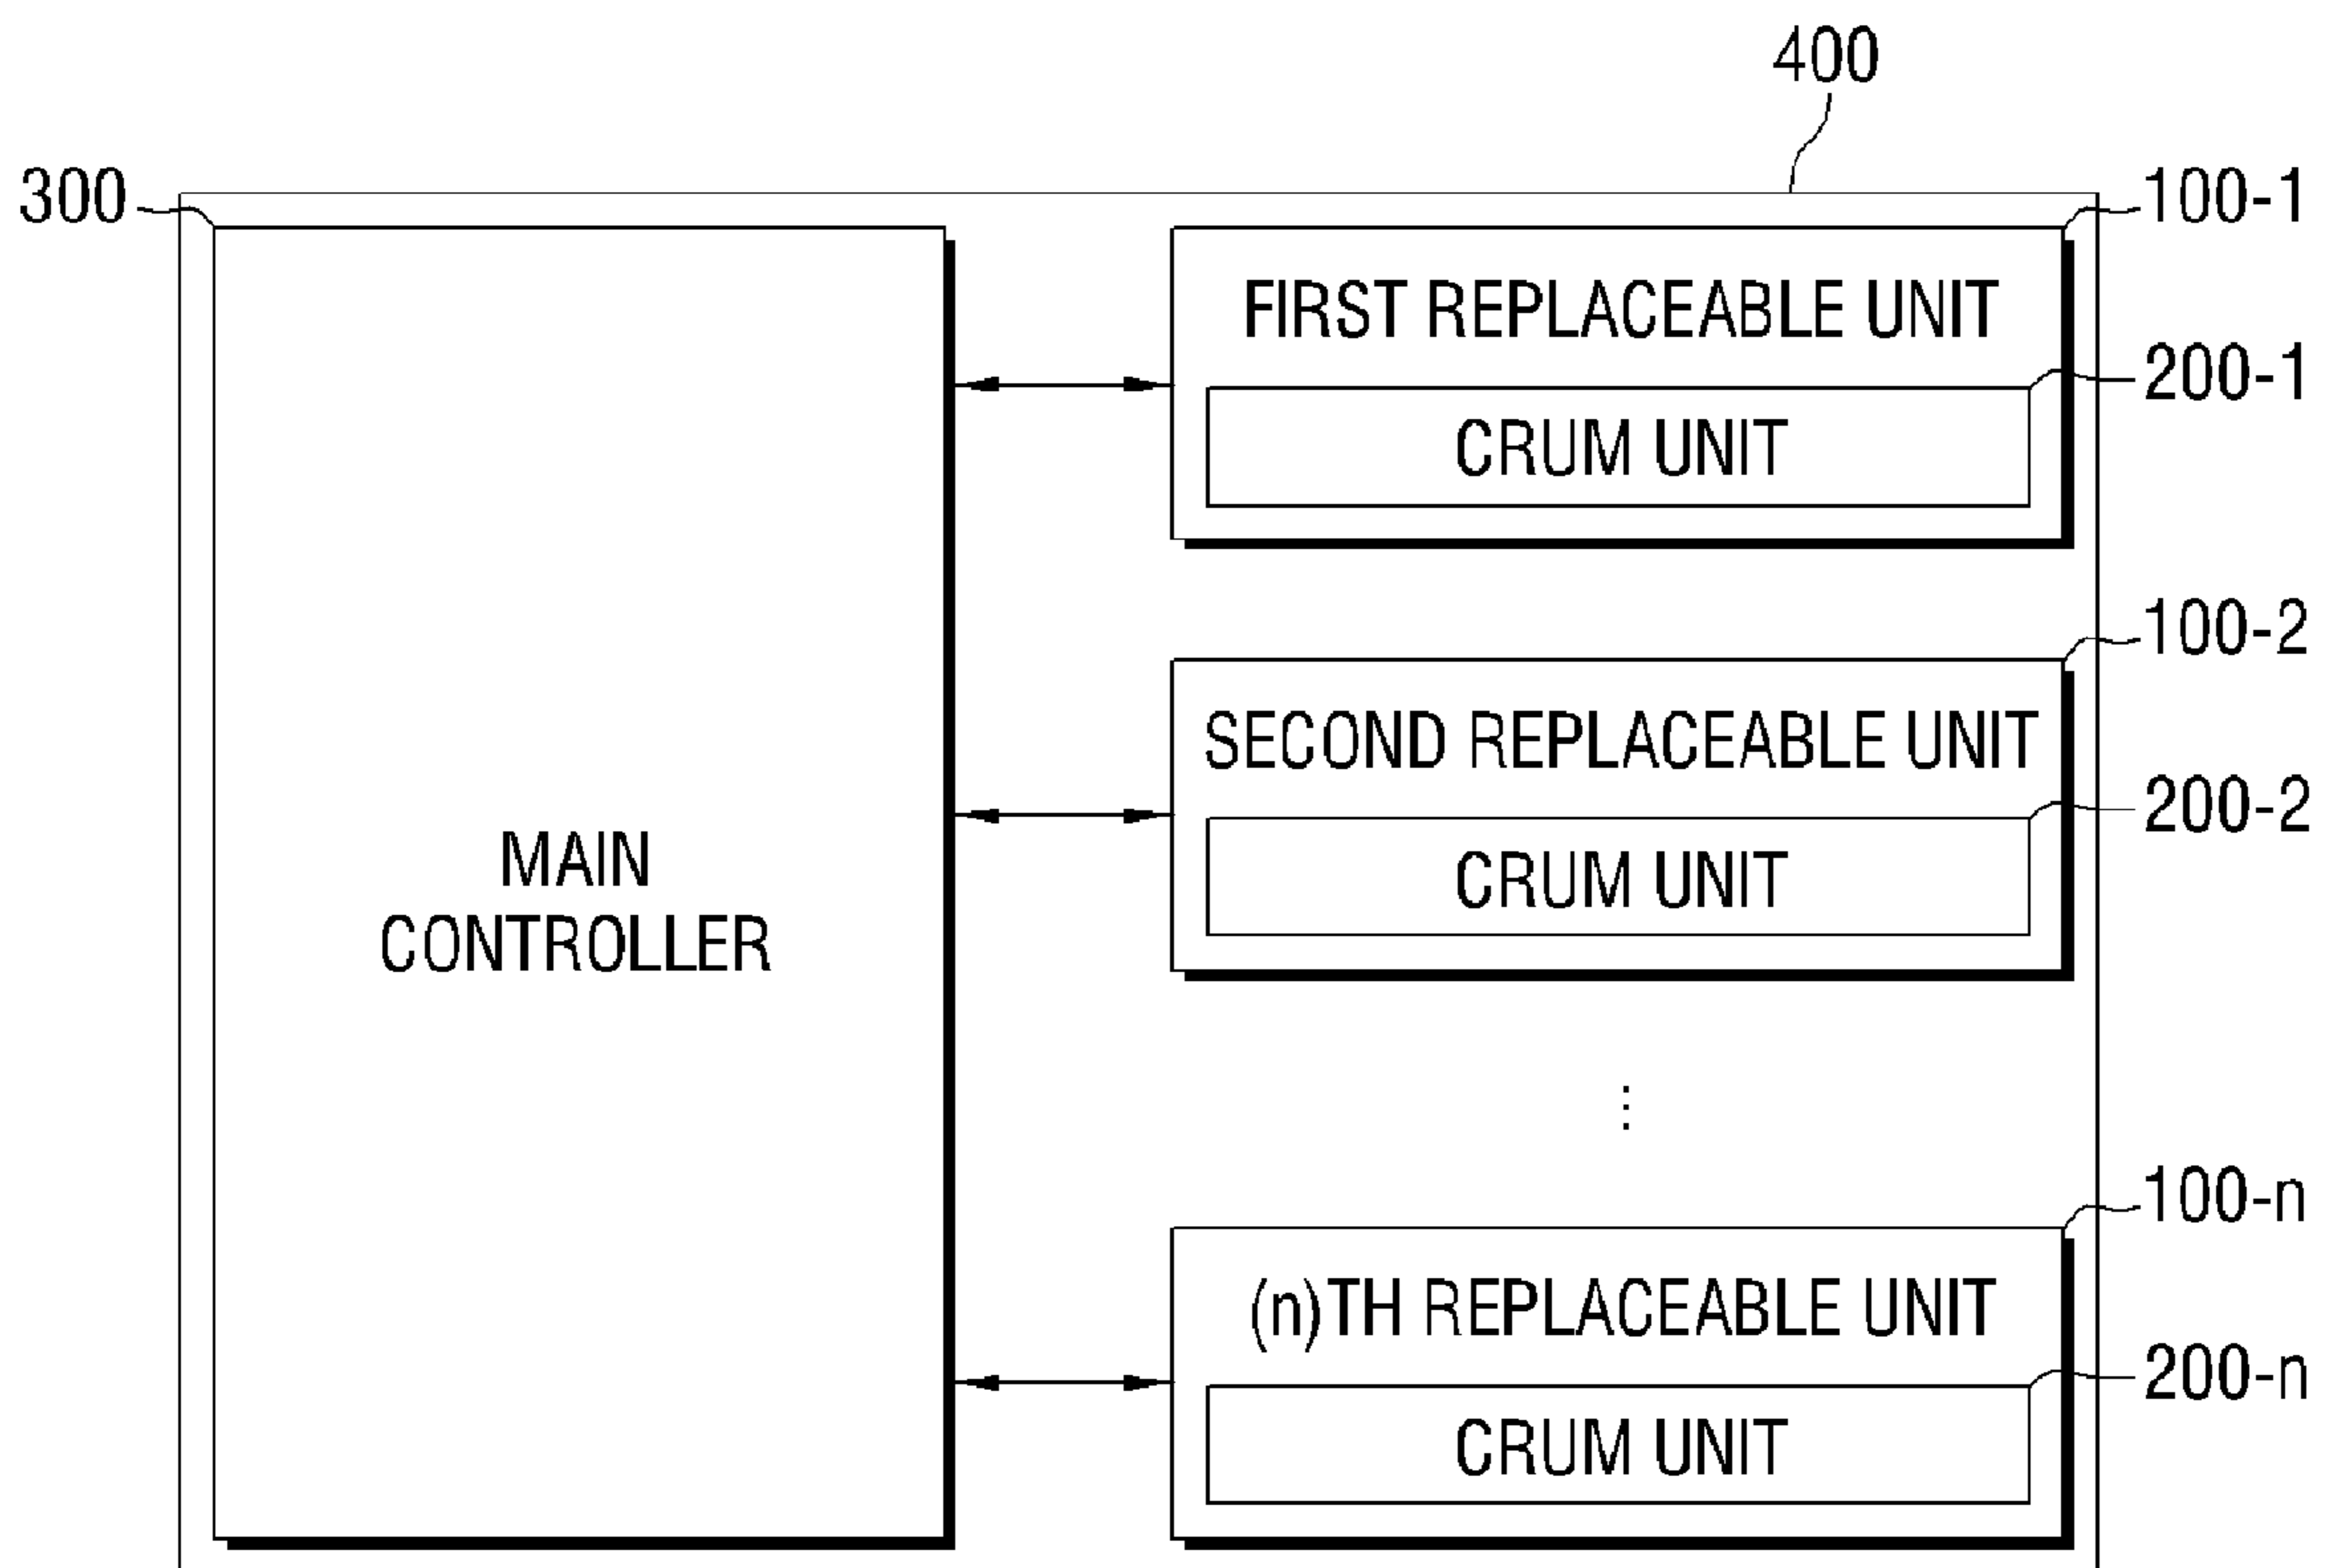 400
300
100-1
FIRST REPLACEABLE UNIT
200-1
CRUM UNIT
100-2
SECOND REPLACEABLE UNIT
200-2
CRUM UNIT
MAIN
CONTROLLER
⋮
100-n
(n)TH REPLACEABLE UNIT
200-n
CRUM UNIT